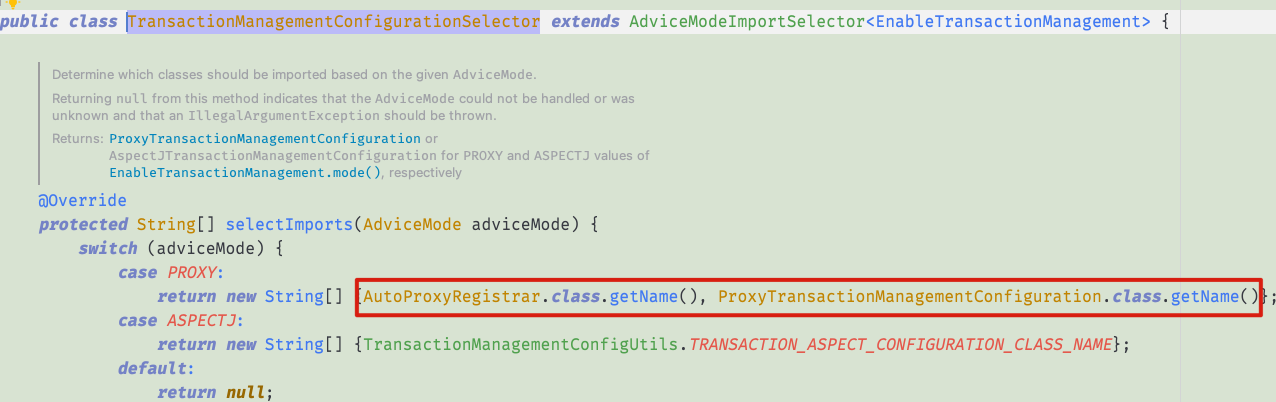 public class TransactionManagementConfigurationSelector extends AdviceModeImportSelector<EnableTransactionManagement> {
Determine which classes should be imported based on the given AdviceMode.
Returning null from this method indicates that the AdviceMode could not be handled or was
unknown and that an IllegalArgumentException should be thrown.
Returns: ProxyTransactionManagementConfiguration or
AspectJTransactionManagementConfiguration for PROXY and ASPECTJ values of
EnableTransactionManagement.mode(), respectively
@Override
protected String[] selectImports(AdviceMode adviceMode) {
switch (adviceMode) {
case PROXY:
return new String[] {AutoProxyRegistrar.class.getName(), ProxyTransactionManagementConfiguration.class.getName()};
case ASPECTJ:
return new String[] {TransactionManagementConfigUtils.TRANSACTION_ASPECT_CONFIGURATION_CLASS_NAME};
default:
return null;